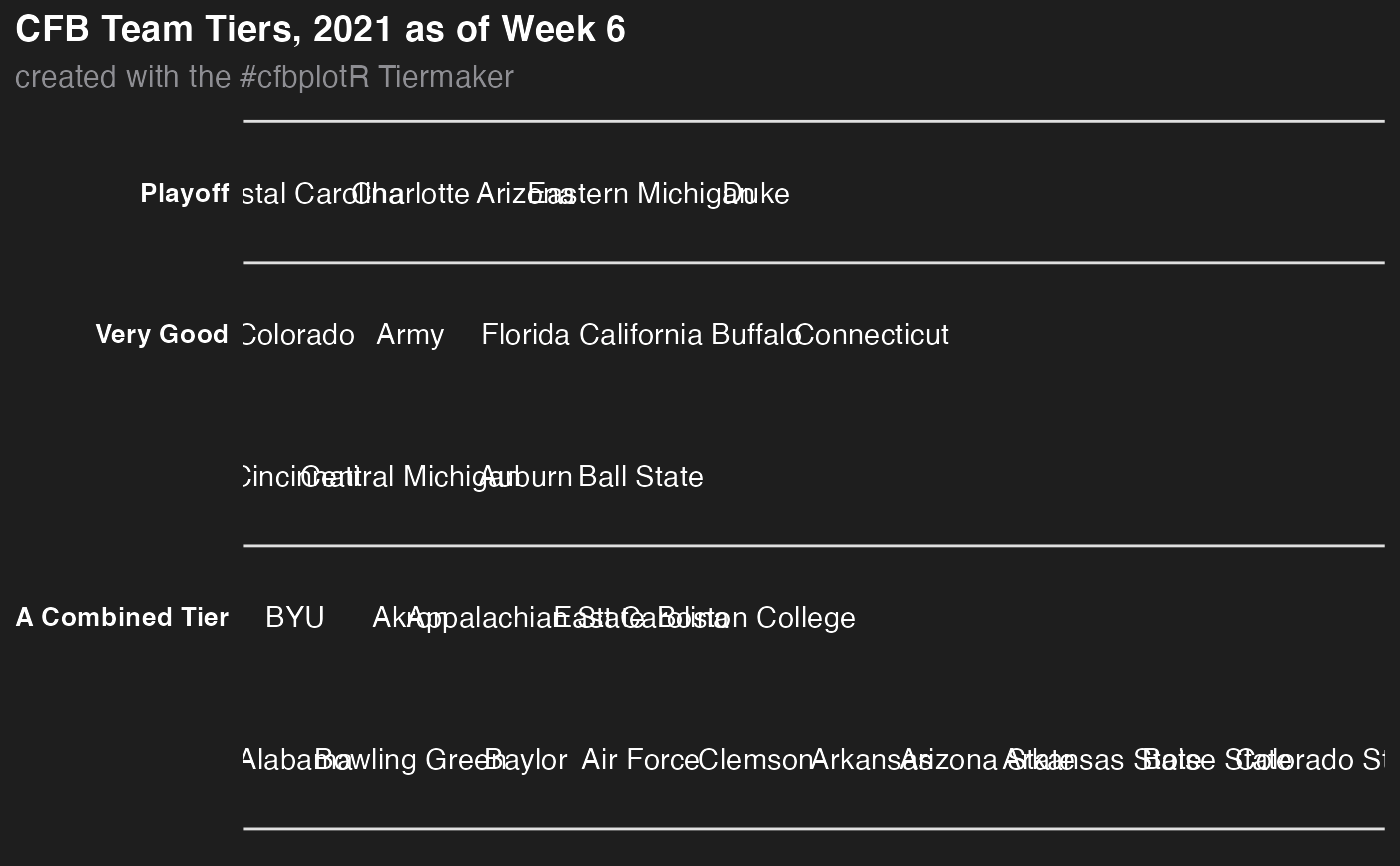 CFB Team Tiers, 2021 as of Week 6
created with the #cfbplotR Tiermaker
Playoff stal Carolina Charlotte Arizona Eastern Michigan Duke
Very Good Colorado Army Florida California Buffalo Connecticut
Cincinnati Central Michigan Auburn Ball State
A Combined Tier BYU Akron Appalachian State East Carolina Boston College
Alabama Bowling Green Baylor Air Force Clemson Arkansas Arizona State Arkansas State Boise State Colorado St